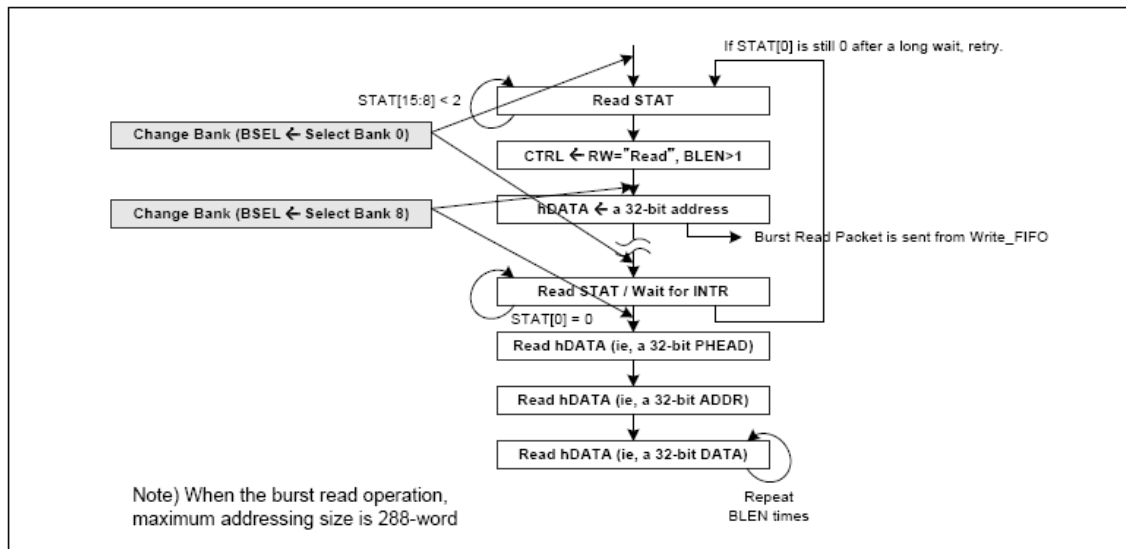 If STAT[0] is still 0 after a long wait, retry.
STAT[15:8] < 2
Read STAT
Change Bank (BSEL ← Select Bank 0)
CTRL ← RW="Read", BLEN>1
Change Bank (BSEL ← Select Bank 8)
hDATA ← a 32-bit address
Burst Read Packet is sent from Write_FIFO
Read STAT / Wait for INTR
STAT[0] = 0
Read hDATA (ie, a 32-bit PHEAD)
Read hDATA (ie, a 32-bit ADDR)
Read hDATA (ie, a 32-bit DATA)
Repeat
BLEN times
Note) When the burst read operation,
maximum addressing size is 288-word